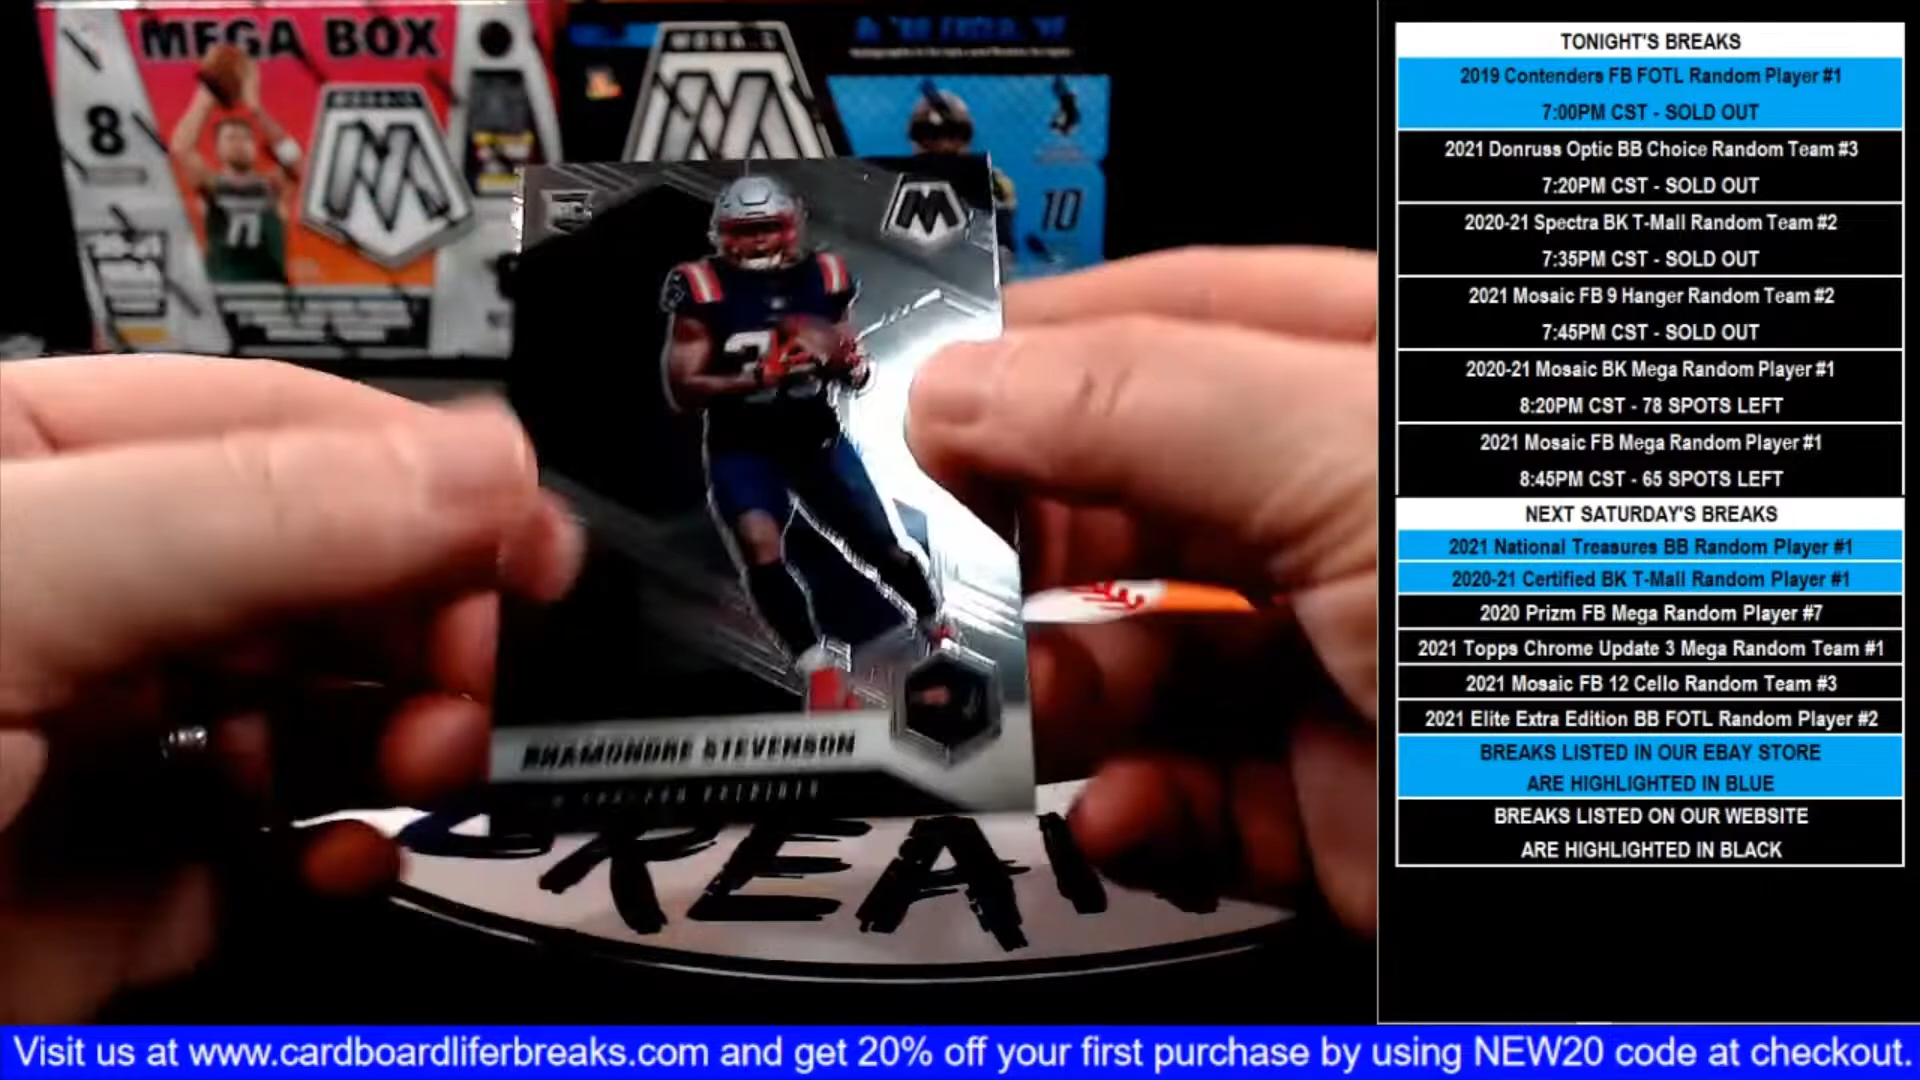 MEGA BOX
8
MOSAIC
10
RC
RHAMONDRE STEVENSON
NEW ENGLAND PATRIOTS
BREAK
TONIGHT'S BREAKS
2019 Contenders FB FOTL Random Player #1
7:00PM CST - SOLD OUT
2021 Donruss Optic BB Choice Random Team #3
7:20PM CST - SOLD OUT
2020-21 Spectra BK T-Mall Random Team #2
7:35PM CST - SOLD OUT
2021 Mosaic FB 9 Hanger Random Team #2
7:45PM CST - SOLD OUT
2020-21 Mosaic BK Mega Random Player #1
8:20PM CST - 78 SPOTS LEFT
2021 Mosaic FB Mega Random Player #1
8:45PM CST - 65 SPOTS LEFT
NEXT SATURDAY'S BREAKS
2021 National Treasures BB Random Player #1
2020-21 Certified BK T-Mall Random Player #1
2020 Prizm FB Mega Random Player #7
2021 Topps Chrome Update 3 Mega Random Team #1
2021 Mosaic FB 12 Cello Random Team #3
2021 Elite Extra Edition BB FOTL Random Player #2
BREAKS LISTED IN OUR EBAY STORE
ARE HIGHLIGHTED IN BLUE
BREAKS LISTED ON OUR WEBSITE
ARE HIGHLIGHTED IN BLACK
Visit us at www.cardboardliferbreaks.com and get 20% off your first purchase by using NEW20 code at checkout.